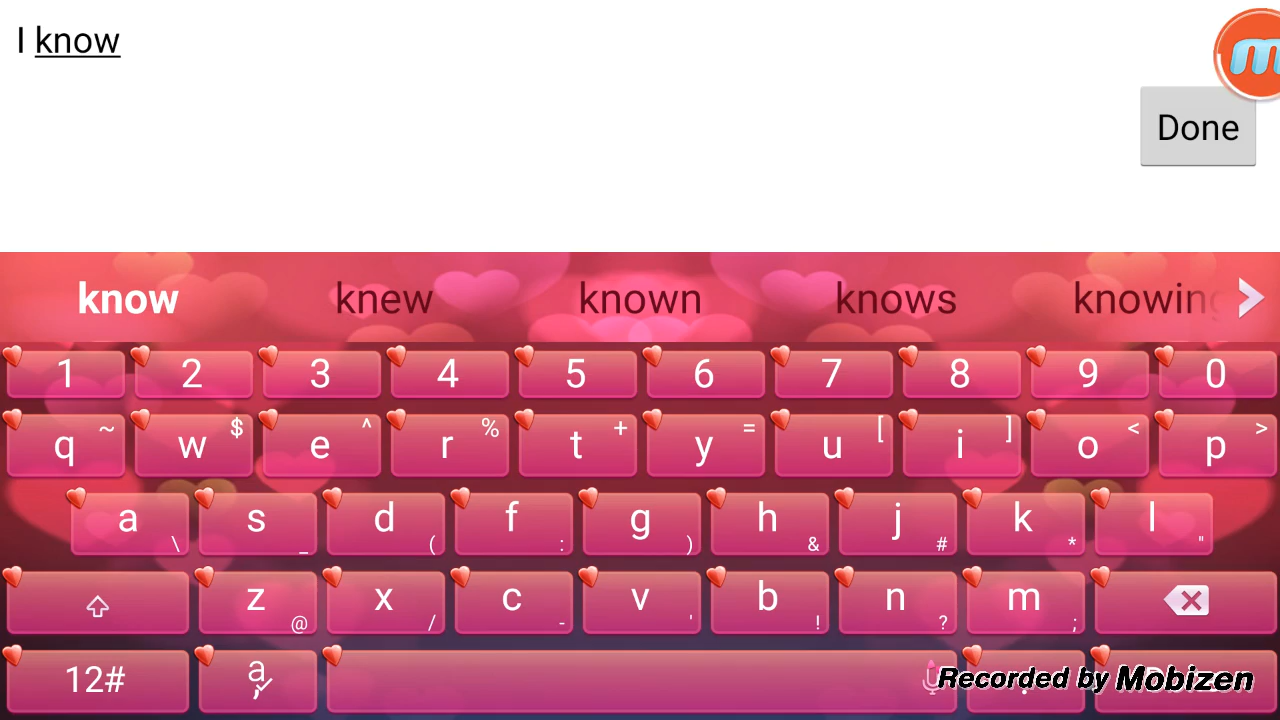 I know
m
Done
know knew known knows knowing
1 2 3 4 5 6 7 8 9 0
q ~ w $ e ^ r % t + y = u [ i ] o < p >
a \ s _ d ( f : g ) h & j # k * l "
z @ x / c - v ' b ! n ? m ;
12# a
Recorded by Mobizen